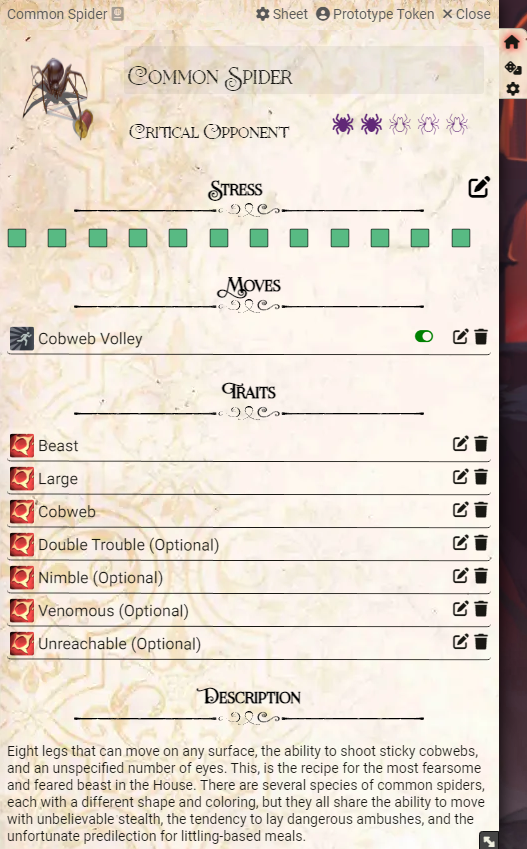 Common Spider Sheet Prototype Token Close
Common Spider
Critical Opponent
Stress
Moves
Cobweb Volley
Traits
Beast
Large
Cobweb
Double Trouble (Optional)
Nimble (Optional)
Venomous (Optional)
Unreachable (Optional)
Description
Eight legs that can move on any surface, the ability to shoot sticky cobwebs,
and an unspecified number of eyes. This, is the recipe for the most fearsome
and feared beast in the House. There are several species of common spiders,
each with a different shape and coloring, but they all share the ability to move
with unbelievable stealth, the tendency to lay dangerous ambushes, and the
unfortunate predilection for littling-based meals.